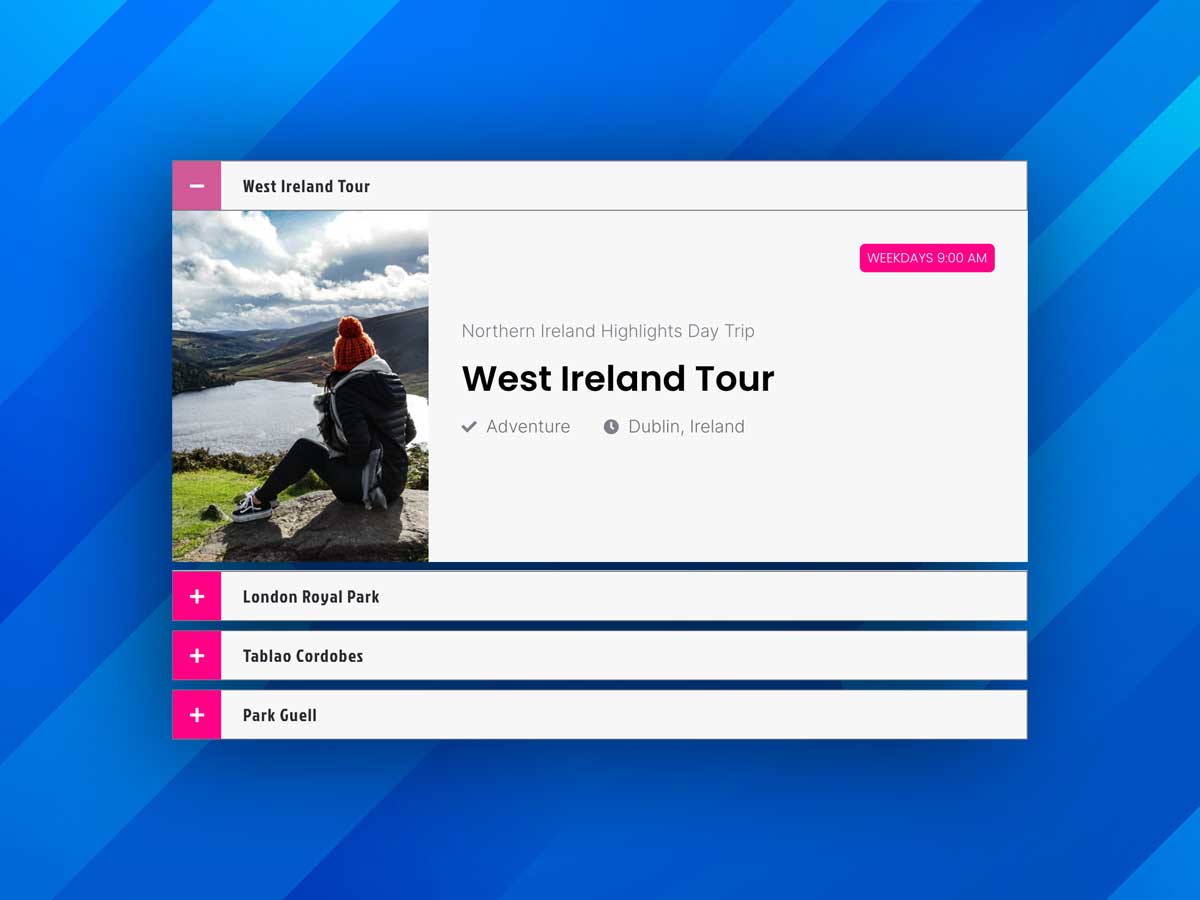 West Ireland Tour
WEEKDAYS 9:00 AM
Northern Ireland Highlights Day Trip
West Ireland Tour
Adventure Dublin, Ireland
London Royal Park
Tablao Cordobes
Park Guell